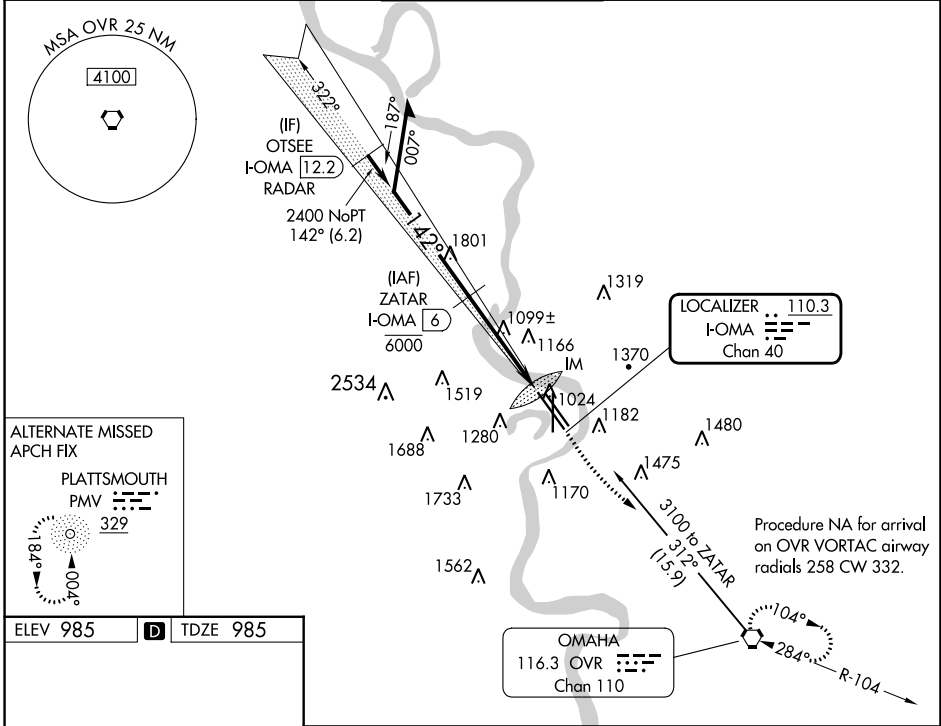 MSA OVR 25 NM
4100
322°
187°
007°
(IF)
OTSEE
I-OMA 12.2
RADAR
2400 NoPT
142° (6.2)
142°
1801
(IAF)
ZATAR
I-OMA 6
6000
1319
1099±
1166
IM
1370
LOCALIZER 110.3
I-OMA
Chan 40
2534
1519
1024
1280
1182
1688
1480
1475
1733
1170
1562
3100 to ZATAR
312°
(15.9)
Procedure NA for arrival
on OVR VORTAC airway
radials 258 CW 332.
ALTERNATE MISSED
APCH FIX
PLATTSMOUTH
PMV
329
184°
004°
ELEV 985 D TDZE 985
OMAHA
116.3 OVR
Chan 110
104°
284°
R-104